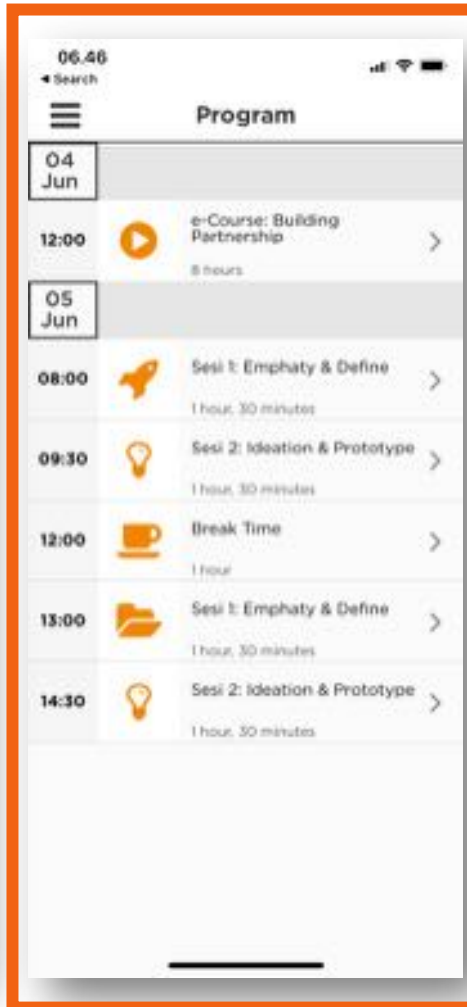 06.46
◀ Search
Program
04
Jun
12:00
e-Course: Building
Partnership
8 hours
05
Jun
08:00
Sesi 1: Emphaty & Define
1 hour, 30 minutes
09:30
Sesi 2: Ideation & Prototype
1 hour, 30 minutes
12:00
Break Time
1 hour
13:00
Sesi 1: Emphaty & Define
1 hour, 30 minutes
14:30
Sesi 2: Ideation & Prototype
1 hour, 30 minutes